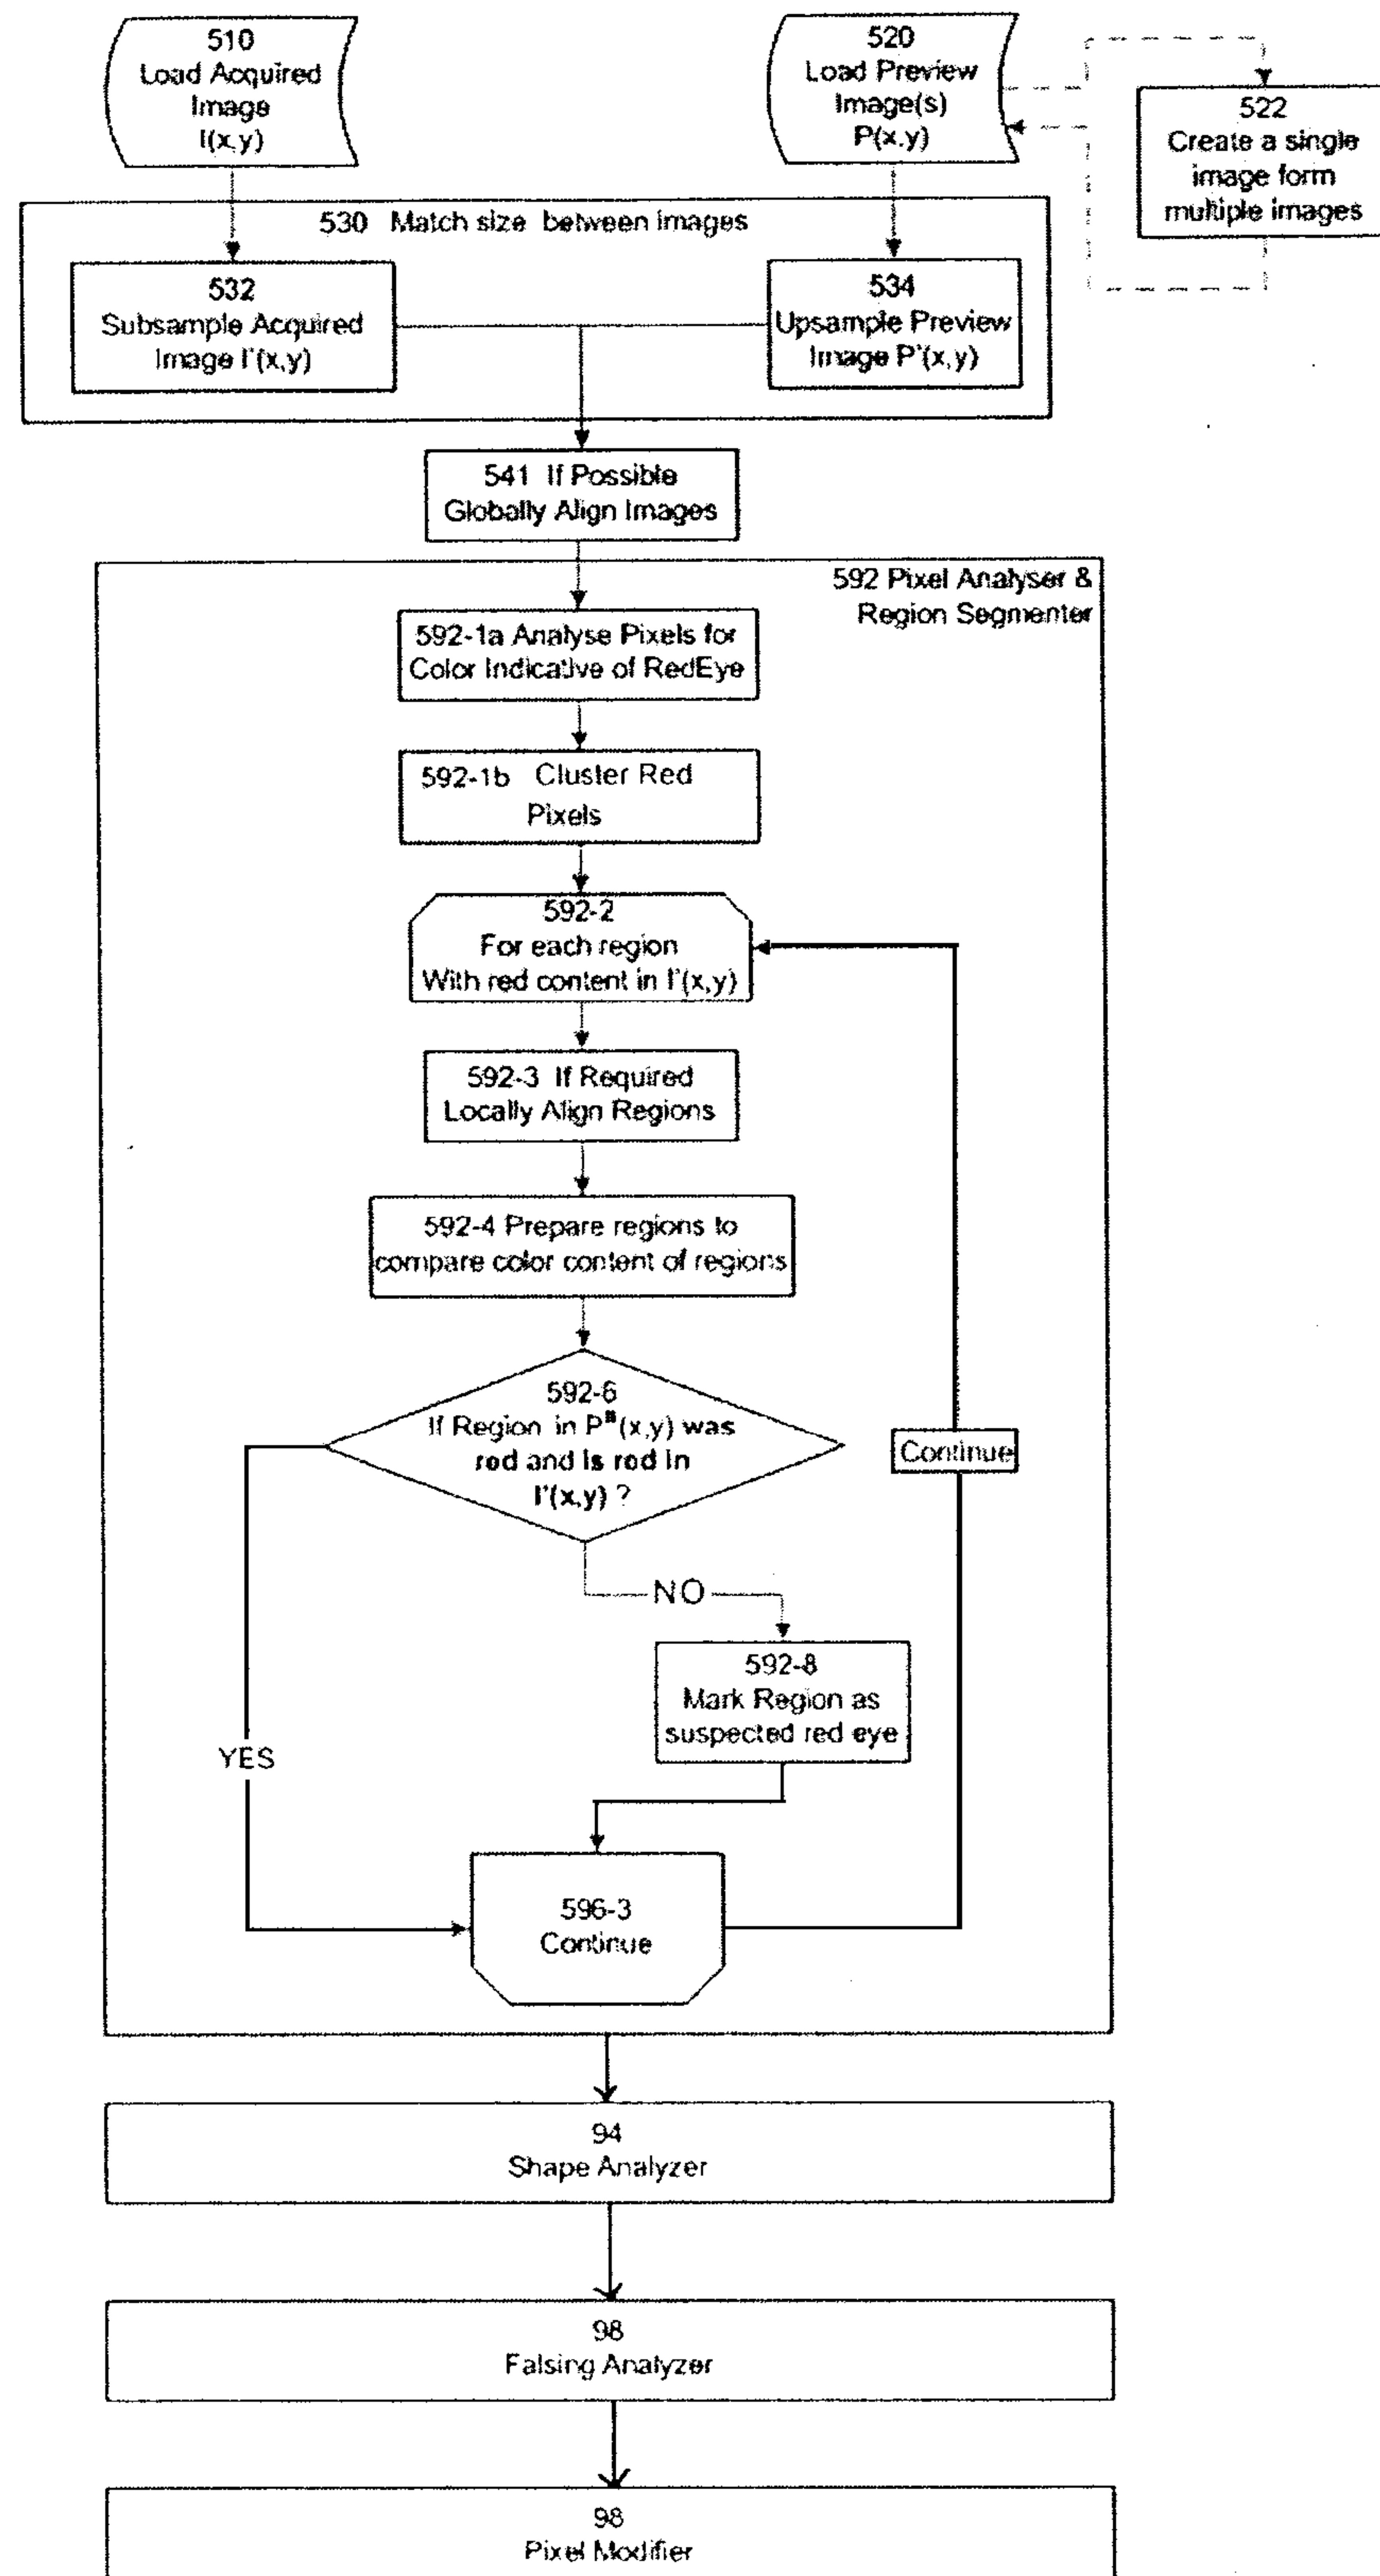 510
Load Acquired
Image
I(x,y)
520
Load Preview
Image(s)
P(x,y)
522
Create a single
image form
multiple images
530 Match size between images
532
Subsample Acquired
Image I'(x,y)
534
Upsample Preview
Image P'(x,y)
541 If Possible
Globally Align Images
592 Pixel Analyser &
Region Segmenter
592-1a Analyse Pixels for
Color Indicative of RedEye
592-1b Cluster Red
Pixels
592-2
For each region
With red content in I'(x,y)
592-3 If Required
Locally Align Regions
592-4 Prepare regions to
compare color content of regions
592-6
If Region in P"(x,y) was
red and is red in
I'(x,y) ?
Continue
NO
592-8
Mark Region as
suspected red eye
YES
596-3
Continue
94
Shape Analyzer
98
Falsing Analyzer
98
Pixel Modifier